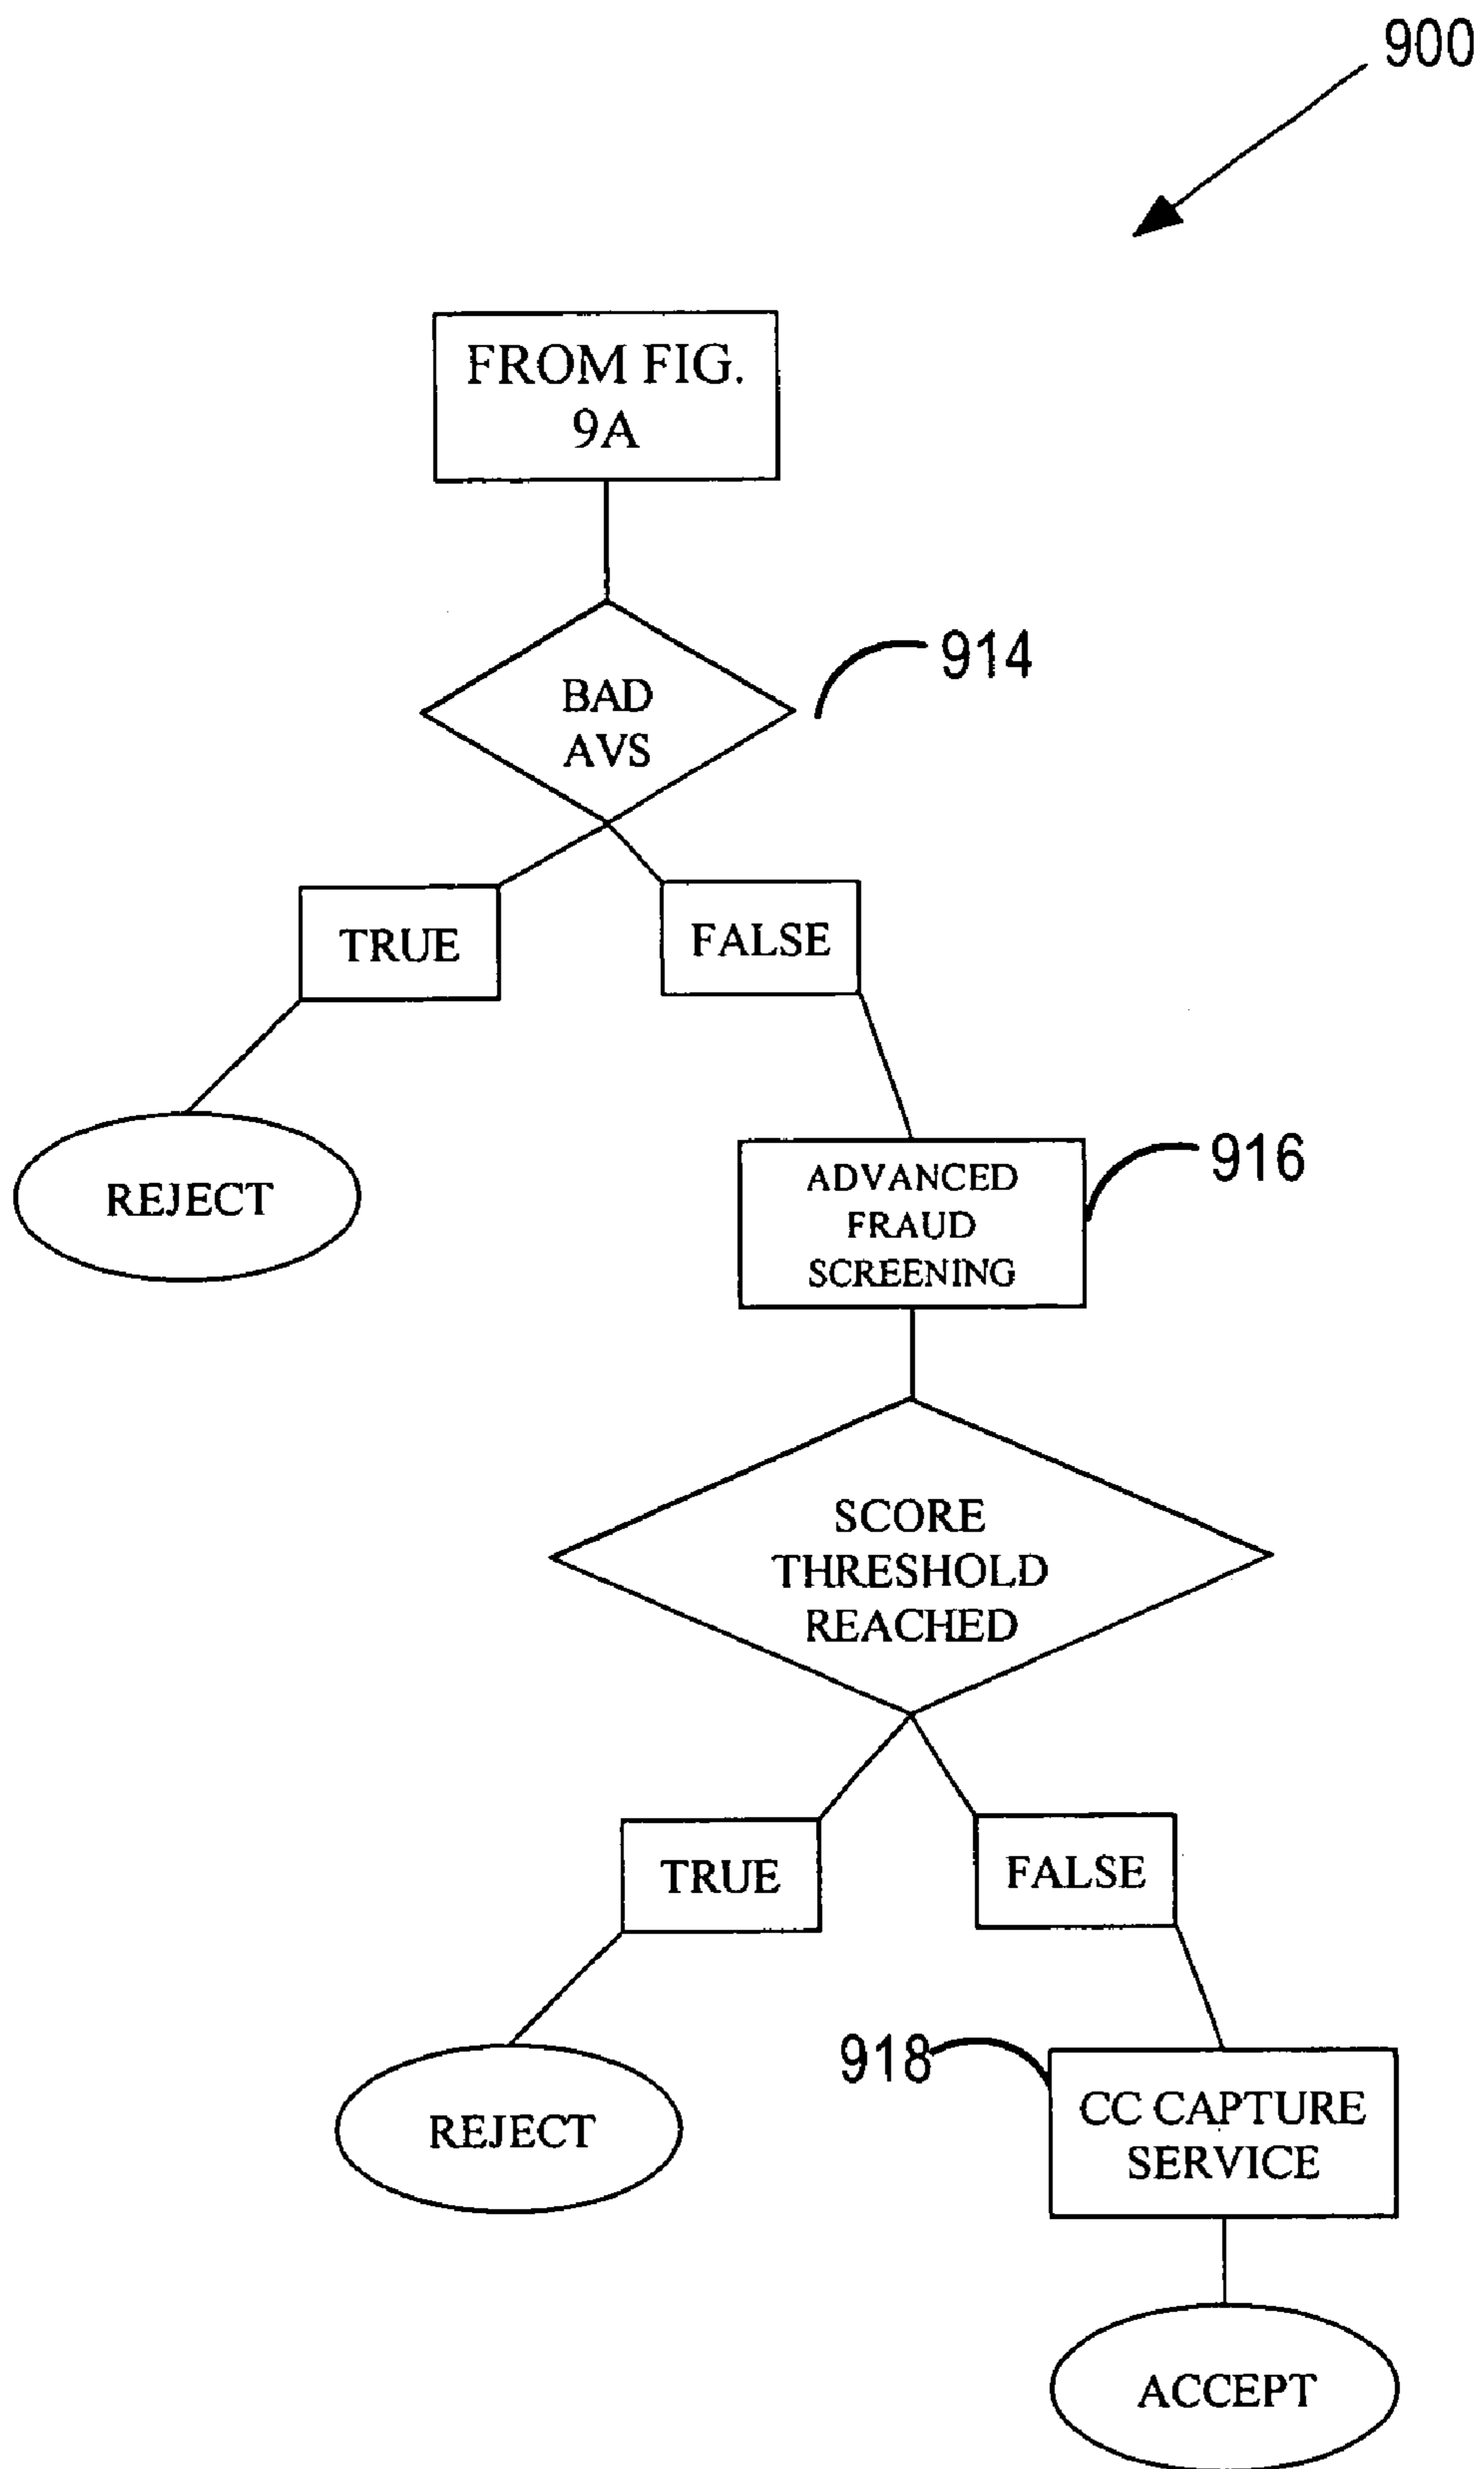 900
FROM FIG.
9A
BAD
AVS
914
TRUE
FALSE
REJECT
ADVANCED
FRAUD
SCREENING
916
SCORE
THRESHOLD
REACHED
TRUE
FALSE
REJECT
918
CC CAPTURE
SERVICE
ACCEPT